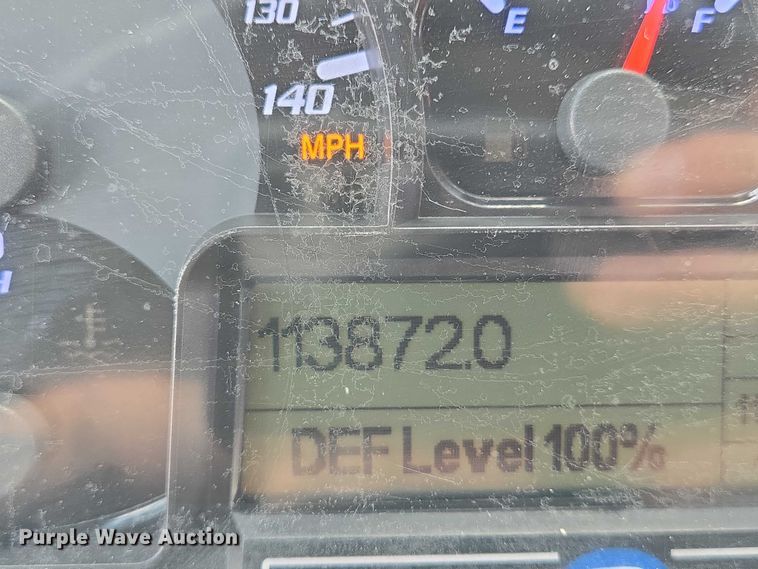 130
140
MPH
E
F
113872.0
DEF Level 100%
Purple Wave Auction